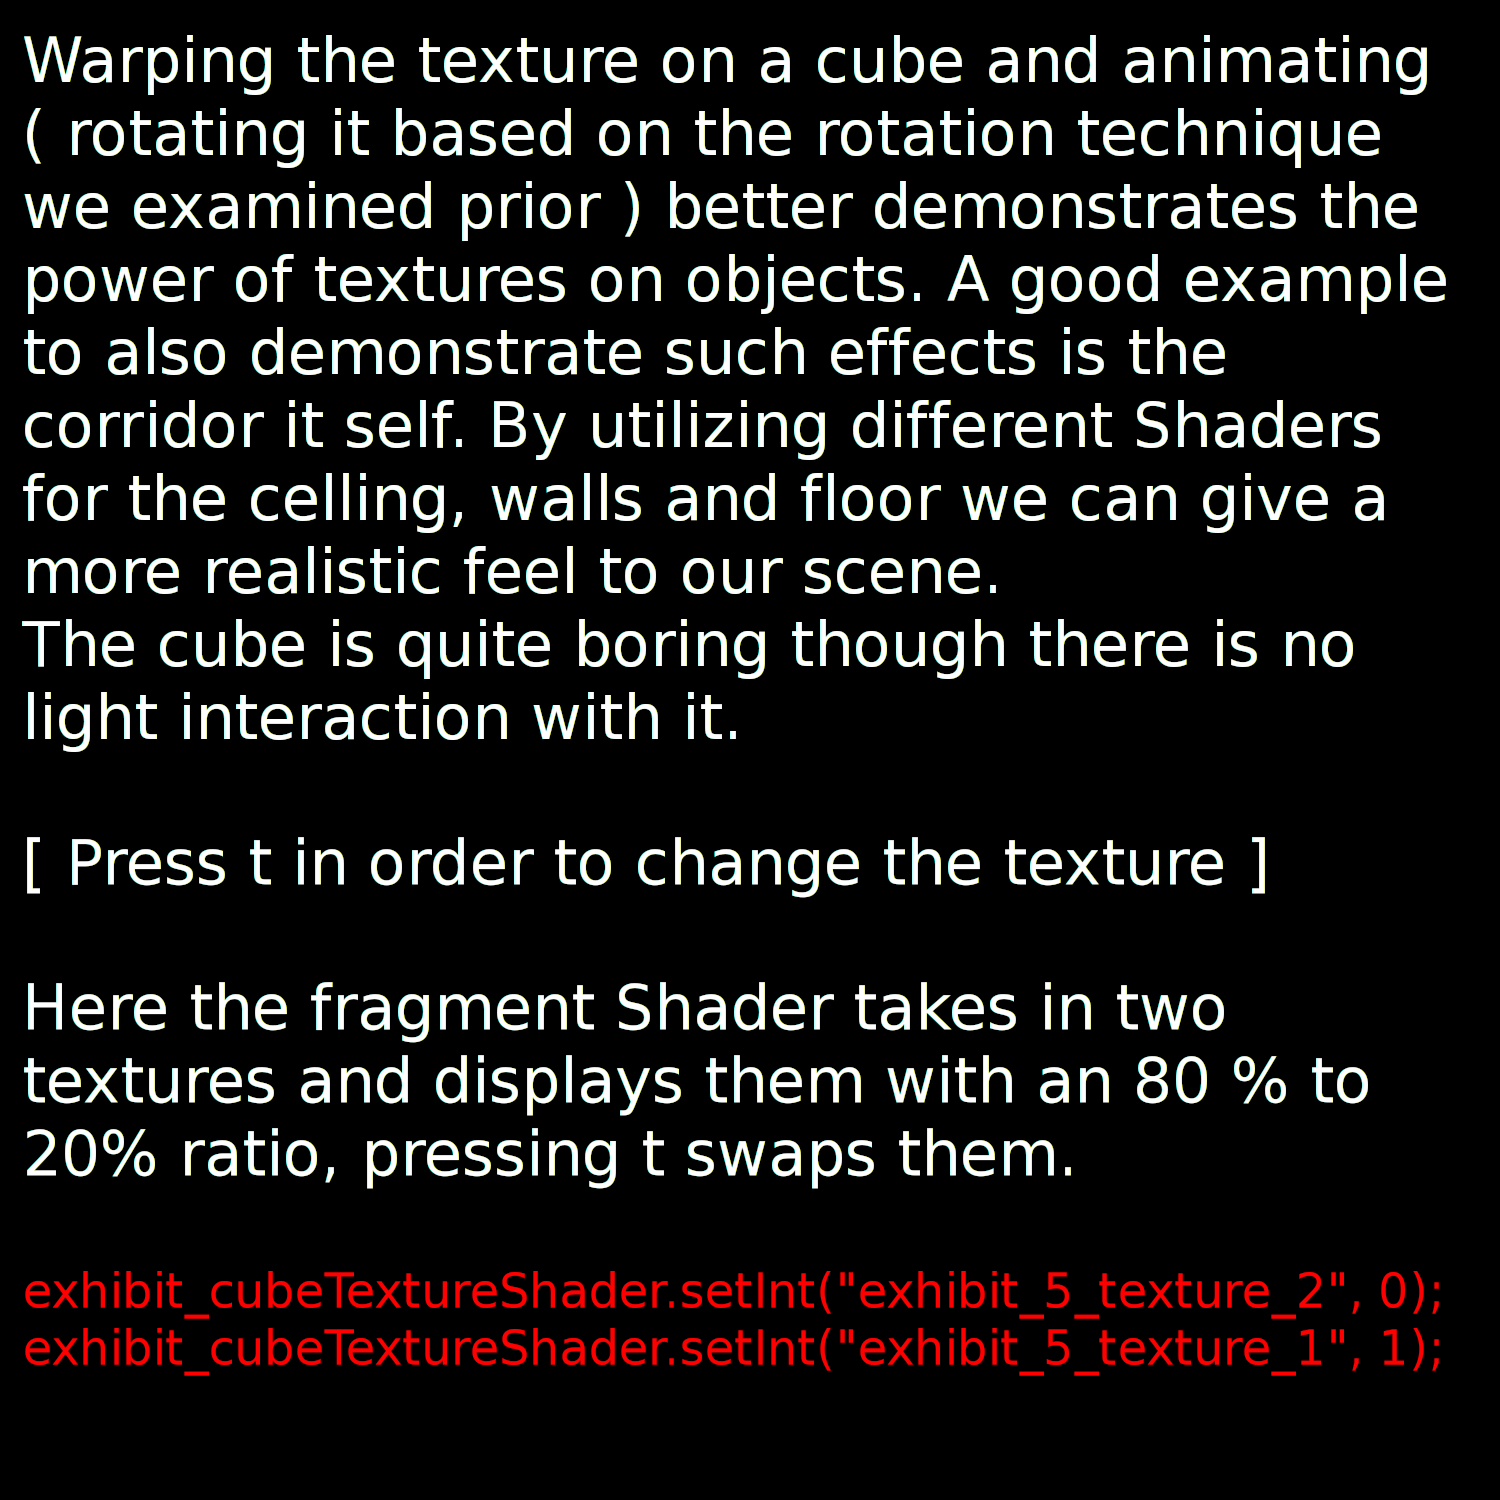 Warping the texture on a cube and animating
( rotating it based on the rotation technique
we examined prior ) better demonstrates the
power of textures on objects. A good example
to also demonstrate such effects is the
corridor it self. By utilizing different Shaders
for the celling, walls and floor we can give a
more realistic feel to our scene.
The cube is quite boring though there is no
light interaction with it.
[ Press t in order to change the texture ]
Here the fragment Shader takes in two
textures and displays them with an 80 % to
20% ratio, pressing t swaps them.
exhibit_cubeTextureShader.setInt("exhibit_5_texture_2", 0);
exhibit_cubeTextureShader.setInt("exhibit_5_texture_1", 1);